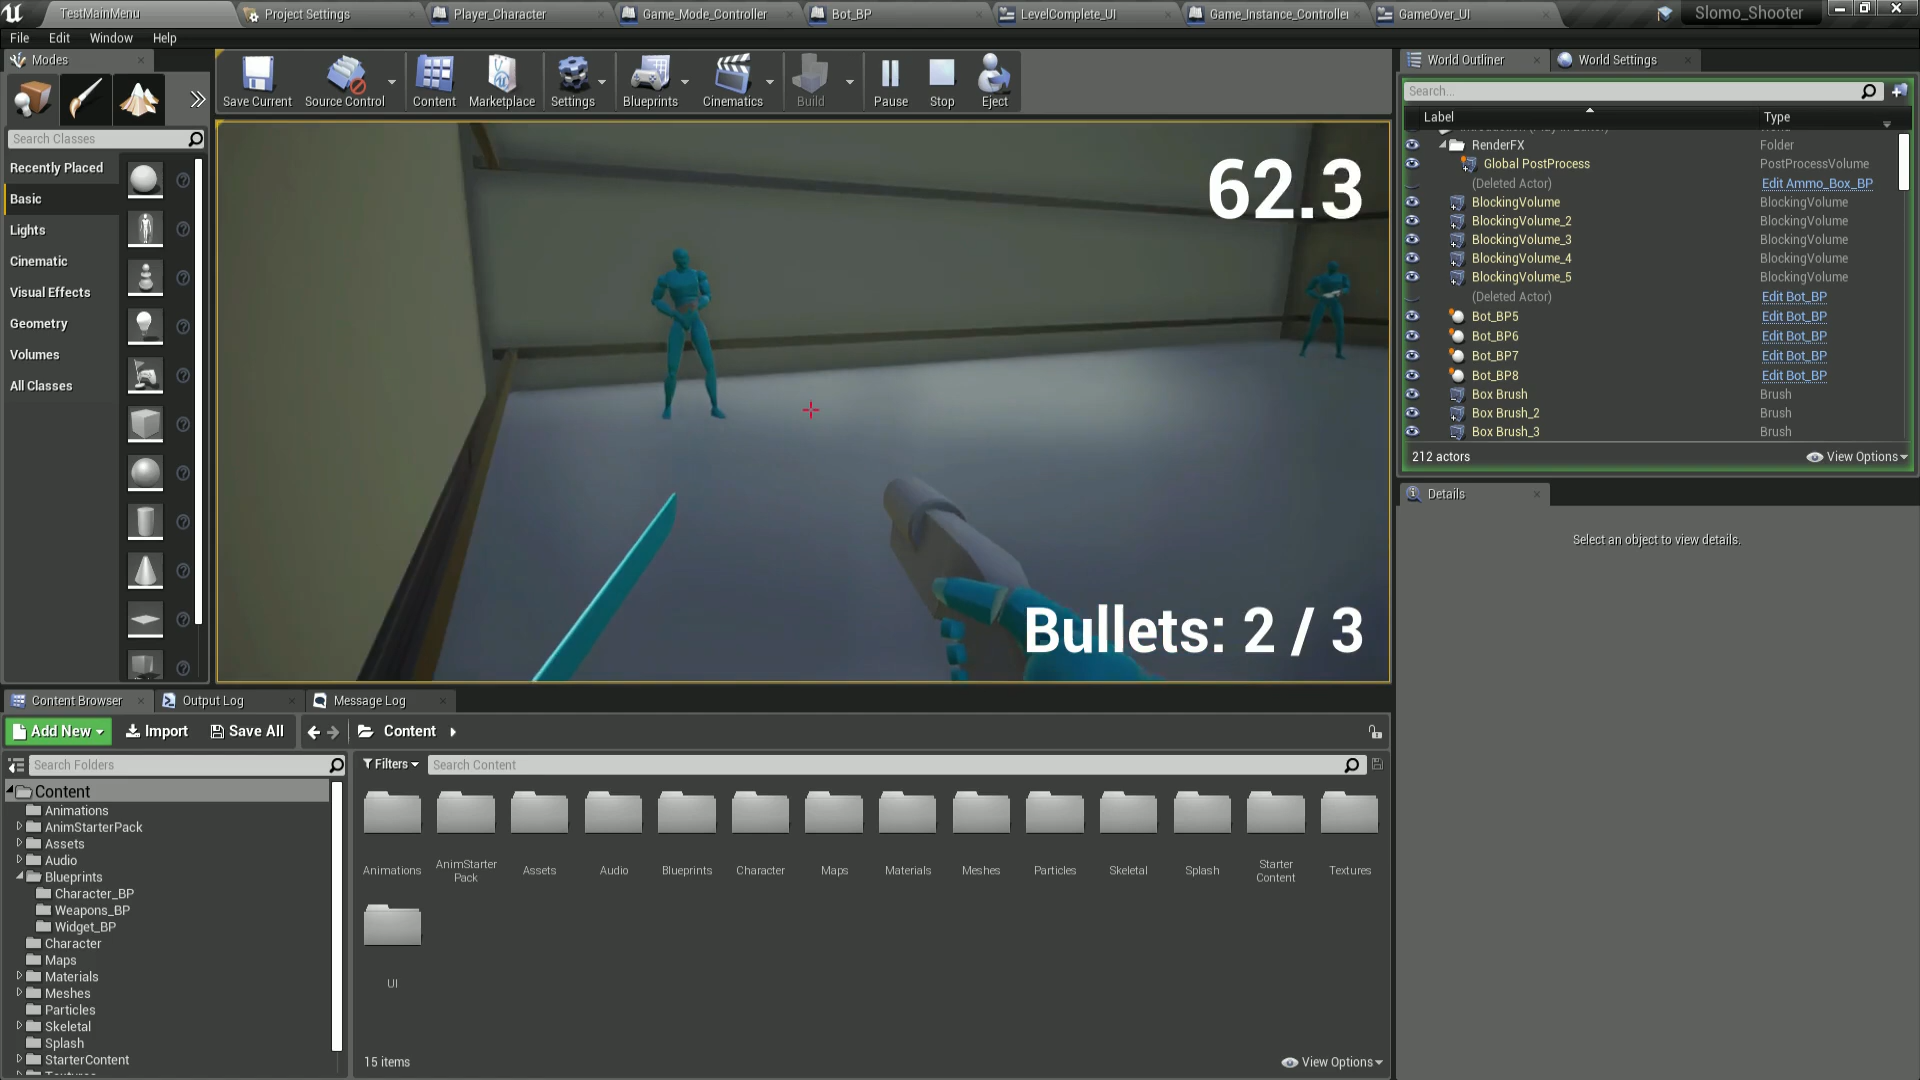 TestMainMenu
Project Settings
Player_Character
Game_Mode_Controller
Bot_BP
LevelComplete_UI
Game_Instance_Controller
GameOver_UI
Slomo_Shooter
File Edit Window Help
Modes
Search Classes
Recently Placed
Basic
Lights
Cinematic
Visual Effects
Geometry
Volumes
All Classes
Save Current
Source Control
Content
Marketplace
Settings
Blueprints
Cinematics
Build
Pause
Stop
Eject
62.3
Bullets: 2 / 3
World Outliner
World Settings
Search...
Label Type
RenderFX Folder
Global PostProcess PostProcessVolume
(Deleted Actor) Edit Ammo_Box_BP
BlockingVolume BlockingVolume
BlockingVolume_2 BlockingVolume
BlockingVolume_3 BlockingVolume
BlockingVolume_4 BlockingVolume
BlockingVolume_5 BlockingVolume
(Deleted Actor) Edit Bot_BP
Bot_BP5 Edit Bot_BP
Bot_BP6 Edit Bot_BP
Bot_BP7 Edit Bot_BP
Bot_BP8 Edit Bot_BP
Box Brush Brush
Box Brush_2 Brush
Box Brush_3 Brush
212 actors
View Options
Details
Select an object to view details.
Content Browser
Output Log
Message Log
Add New
Import
Save All
Content
Search Folders
Filters
Search Content
Content
Animations
AnimStarterPack
Assets
Audio
Blueprints
Character_BP
Weapons_BP
Widget_BP
Character
Maps
Materials
Meshes
Particles
Skeletal
Splash
StarterContent
Animations
AnimStarter
Pack
Assets
Audio
Blueprints
Character
Maps
Materials
Meshes
Particles
Skeletal
Splash
Starter
Content
Textures
UI
15 items
View Options